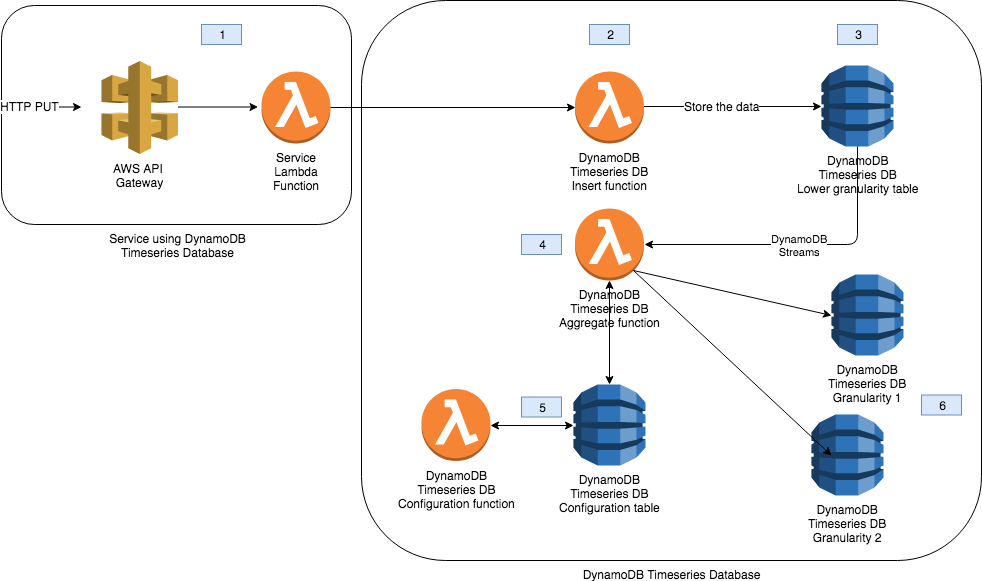 1
2
3
HTTP PUT
AWS API
Gateway
Service
Lambda
Function
DynamoDB
Timeseries DB
Insert function
Store the data
DynamoDB
Timeseries DB
Lower granularity table
Service using DynamoDB
Timeseries Database
4
DynamoDB
Streams
DynamoDB
Timeseries DB
Aggregate function
DynamoDB
Timeseries DB
Granularity 1
5
6
DynamoDB
Timeseries DB
Configuration function
DynamoDB
Timeseries DB
Configuration table
DynamoDB
Timeseries DB
Granularity 2
DynamoDB Timeseries Database